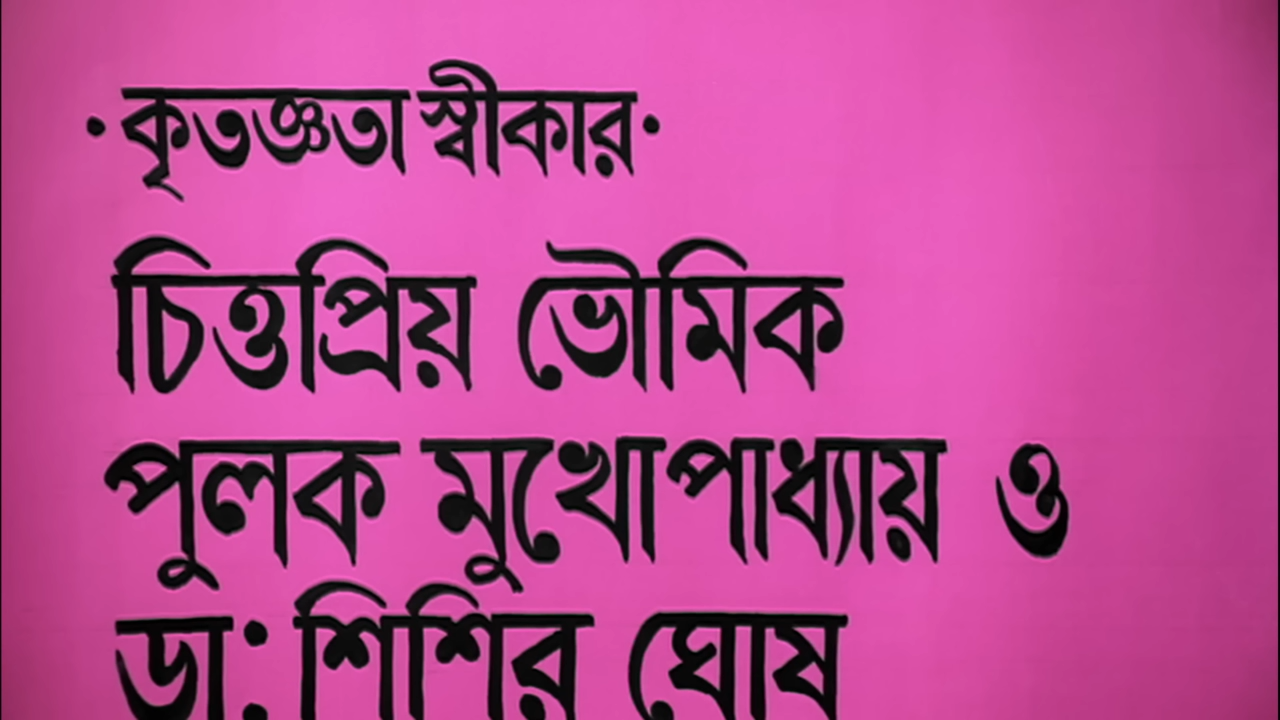 • কৃতজ্ঞতা স্বীকার •
চিত্তপ্রিয় ভৌমিক
পুলক মুখোপাধ্যায় ও
ডা: শিশির ঘোষ